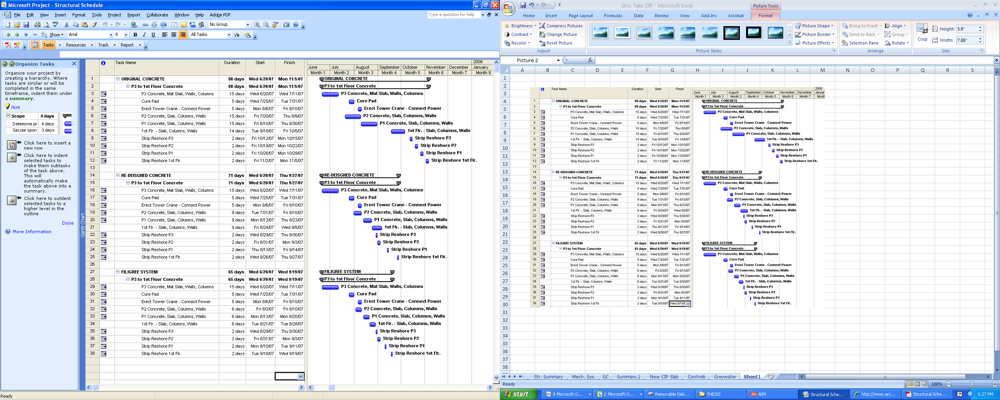 Microsoft Project - Structural Schedule
File Edit View Insert Format Tools Project Report Collaborate Window Help Adobe PDF
Type a question for help
No Group
Show Arial 8 B I U All Tasks
Tasks Resources Track Report
Organize Tasks
Organize your project by
creating a hierarchy. Where
tasks are similar or will be
completed in the same
timeframe, indent them under
a summary.
Hint
Scope 4 days
Determine pr 4 days
Secure spon 3 days
Click here to insert a
new row
Click here to indent
selected tasks to
make them subtasks
of the task above.
This will
automatically make
the task above into a
summary.
Click here to outdent
selected tasks to a
higher level in the
outline
Done
More Information
Gantt Chart
Task Name Duration Start Finish
1 ORIGINAL CONCRETE 98 days Wed 6/20/07 Mon 11/5/07
2 P3 to 1st Floor Concrete 98 days Wed 6/20/07 Mon 11/5/07
3 P3 Concrete, Mat Slab, Walls, Columns 15 days Wed 6/20/07 Wed 7/11/07
4 Cure Pad 5 days Wed 7/25/07 Tue 7/31/07
5 Erect Tower Crane - Connect Power 5 days Mon 8/6/07 Fri 8/10/07
6 P2 Concrete, Slab, Columns, Walls 15 days Fri 7/20/07 Thu 8/9/07
7 P1 Concrete, Slab, Columns, Walls 15 days Fri 8/10/07 Thu 8/30/07
8 1st Flr. - Slab, Columns, Walls 14 days Tue 9/18/07 Fri 10/5/07
9 Strip Reshore P3 2 days Fri 10/12/07 Mon 10/15/07
10 Strip Reshore P2 2 days Fri 10/19/07 Mon 10/22/07
11 Strip Reshore P1 2 days Fri 10/26/07 Mon 10/29/07
12 Strip Reshore 1st Flr. 2 days Fri 11/2/07 Mon 11/5/07
13
14 RE-DEISGNED CONCRETE 71 days Wed 6/20/07 Thu 9/27/07
15 P3 to 1st Floor Concrete 71 days Wed 6/20/07 Thu 9/27/07
16 P3 Concrete, Mat Slab, Walls, Columns 15 days Wed 6/20/07 Wed 7/11/07
17 Cure Pad 5 days Wed 7/25/07 Tue 7/31/07
18 Erect Tower Crane - Connect Power 5 days Mon 8/6/07 Fri 8/10/07
19 P2 Concrete, Slab, Columns, Walls 9 days Tue 7/31/07 Fri 8/10/07
20 P1 Concrete, Slab, Columns, Walls 9 days Mon 8/13/07 Thu 8/23/07
21 1st Flr. - Slab, Columns, Walls 9 days Fri 8/24/07 Wed 9/5/07
22 Strip Reshore P3 2 days Wed 8/29/07 Thu 8/30/07
23 Strip Reshore P2 2 days Fri 8/31/07 Mon 9/3/07
24 Strip Reshore P1 2 days Thu 9/13/07 Fri 9/14/07
25 Strip Reshore 1st Flr. 2 days Wed 9/26/07 Thu 9/27/07
26
27 FILIGREE SYSTEM 65 days Wed 6/20/07 Wed 9/19/07
28 P3 to 1st Floor Concrete 65 days Wed 6/20/07 Wed 9/19/07
29 P3 Concrete, Mat Slab, Walls, Columns 15 days Wed 6/20/07 Wed 7/11/07
30 Cure Pad 5 days Wed 7/25/07 Tue 7/31/07
31 Erect Tower Crane - Connect Power 5 days Mon 8/6/07 Fri 8/10/07
32 P2 Concrete, Slab, Columns, Walls 6 days Fri 8/3/07 Fri 8/10/07
33 P1 Concrete, Slab, Columns, Walls 6 days Mon 8/13/07 Mon 8/20/07
34 1st Flr. - Slab, Columns, Walls 6 days Tue 8/21/07 Tue 8/28/07
35 Strip Reshore P3 2 days Wed 8/29/07 Thu 8/30/07
36 Strip Reshore P2 2 days Fri 8/31/07 Mon 9/3/07
37 Strip Reshore P1 2 days Mon 9/10/07 Tue 9/11/07
38 Strip Reshore 1st Flr. 2 days Tue 9/18/07 Wed 9/19/07
2008
June July August September October November December January
Month 1 Month 2 Month 3 Month 4 Month 5 Month 6 Month 7 Month 8
ORIGINAL CONCRETE
P3 to 1st Floor Concrete
P3 Concrete, Mat Slab, Walls, Columns
Cure Pad
Erect Tower Crane - Connect Power
P2 Concrete, Slab, Columns, Walls
P1 Concrete, Slab, Columns, Walls
1st Flr. - Slab, Columns, Walls
Strip Reshore P3
Strip Reshore P2
Strip Reshore P1
Strip Reshore 1st Flr.
RE-DEISGNED CONCRETE
P3 to 1st Floor Concrete
P3 Concrete, Mat Slab, Walls, Columns
Cure Pad
Erect Tower Crane - Connect Power
P2 Concrete, Slab, Columns, Walls
P1 Concrete, Slab, Columns, Walls
1st Flr. - Slab, Columns, Walls
Strip Reshore P3
Strip Reshore P2
Strip Reshore P1
Strip Reshore 1st Flr.
FILIGREE SYSTEM
P3 to 1st Floor Concrete
P3 Concrete, Mat Slab, Walls, Columns
Cure Pad
Erect Tower Crane - Connect Power
P2 Concrete, Slab, Columns, Walls
P1 Concrete, Slab, Columns, Walls
1st Flr. - Slab, Columns, Walls
Strip Reshore P3
Strip Reshore P2
Strip Reshore P1
Strip Reshore 1st Flr.
Ready
Strc. Take Off - Microsoft Excel Picture Tools
Home Insert Page Layout Formulas Data Review View Add-Ins Acrobat Format
Brightness Compress Pictures Picture Shape Bring to Front Align Height: 5.9"
Contrast Change Picture Picture Border Send to Back Group Crop
Recolor Reset Picture Picture Effects Selection Pane Rotate Width: 7.88"
Adjust Picture Styles Arrange Size
Picture 2 fx
A B C D E F G H I J K L M N O P Q R S
1
2
3
4
5
6
7
8
9
10
11
12
13
14
15
16
17
18
19
20
21
22
23
24
25
26
27
28
29
30
31
32
33
34
35
36
37
38
Task Name Duration Start Finish
1 ORIGINAL CONCRETE 98 days Wed 6/20/07 Mon 11/5/07
2 P3 to 1st Floor Concrete 98 days Wed 6/20/07 Mon 11/5/07
3 P3 Concrete, Mat Slab, Walls, Columns 15 days Wed 6/20/07 Wed 7/11/07
4 Cure Pad 5 days Wed 7/25/07 Tue 7/31/07
5 Erect Tower Crane - Connect Power 5 days Mon 8/6/07 Fri 8/10/07
6 P2 Concrete, Slab, Columns, Walls 15 days Fri 7/20/07 Thu 8/9/07
7 P1 Concrete, Slab, Columns, Walls 15 days Fri 8/10/07 Thu 8/30/07
8 1st Flr. - Slab, Columns, Walls 14 days Tue 9/18/07 Fri 10/5/07
9 Strip Reshore P3 2 days Fri 10/12/07 Mon 10/15/07
10 Strip Reshore P2 2 days Fri 10/19/07 Mon 10/22/07
11 Strip Reshore P1 2 days Fri 10/26/07 Mon 10/29/07
12 Strip Reshore 1st Flr. 2 days Fri 11/2/07 Mon 11/5/07
13
14 RE-DEISGNED CONCRETE 71 days Wed 6/20/07 Thu 9/27/07
15 P3 to 1st Floor Concrete 71 days Wed 6/20/07 Thu 9/27/07
16 P3 Concrete, Mat Slab, Walls, Columns 15 days Wed 6/20/07 Wed 7/11/07
17 Cure Pad 5 days Wed 7/25/07 Tue 7/31/07
18 Erect Tower Crane - Connect Power 5 days Mon 8/6/07 Fri 8/10/07
19 P2 Concrete, Slab, Columns, Walls 9 days Tue 7/31/07 Fri 8/10/07
20 P1 Concrete, Slab, Columns, Walls 9 days Mon 8/13/07 Thu 8/23/07
21 1st Flr. - Slab, Columns, Walls 9 days Fri 8/24/07 Wed 9/5/07
22 Strip Reshore P3 2 days Wed 8/29/07 Thu 8/30/07
23 Strip Reshore P2 2 days Fri 8/31/07 Mon 9/3/07
24 Strip Reshore P1 2 days Thu 9/13/07 Fri 9/14/07
25 Strip Reshore 1st Flr. 2 days Wed 9/26/07 Thu 9/27/07
26
27 FILIGREE SYSTEM 65 days Wed 6/20/07 Wed 9/19/07
28 P3 to 1st Floor Concrete 65 days Wed 6/20/07 Wed 9/19/07
29 P3 Concrete, Mat Slab, Walls, Columns 15 days Wed 6/20/07 Wed 7/11/07
30 Cure Pad 5 days Wed 7/25/07 Tue 7/31/07
31 Erect Tower Crane - Connect Power 5 days Mon 8/6/07 Fri 8/10/07
32 P2 Concrete, Slab, Columns, Walls 6 days Fri 8/3/07 Fri 8/10/07
33 P1 Concrete, Slab, Columns, Walls 6 days Mon 8/13/07 Mon 8/20/07
34 1st Flr. - Slab, Columns, Walls 6 days Tue 8/21/07 Tue 8/28/07
35 Strip Reshore P3 2 days Wed 8/29/07 Thu 8/30/07
36 Strip Reshore P2 2 days Fri 8/31/07 Mon 9/3/07
37 Strip Reshore P1 2 days Mon 9/10/07 Tue 9/11/07
38 Strip Reshore 1st Flr. 2 days Tue 9/18/07 Wed 9/19/0
2008
June July August September October November December Januar
Month 1 Month 2 Month 3 Month 4 Month 5 Month 6 Month 7 Month
ORIGINAL CONCRETE
P3 to 1st Floor Concrete
P3 Concrete, Mat Slab, Walls, Columns
Cure Pad
Erect Tower Crane - Connect Power
P2 Concrete, Slab, Columns, Walls
P1 Concrete, Slab, Columns, Walls
1st Flr. - Slab, Columns, Walls
Strip Reshore P3
Strip Reshore P2
Strip Reshore P1
Strip Reshore 1st Flr.
RE-DEISGNED CONCRETE
P3 to 1st Floor Concrete
P3 Concrete, Mat Slab, Walls, Columns
Cure Pad
Erect Tower Crane - Connect Power
P2 Concrete, Slab, Columns, Walls
P1 Concrete, Slab, Columns, Walls
1st Flr. - Slab, Columns, Walls
Strip Reshore P3
Strip Reshore P2
Strip Reshore P1
Strip Reshore 1st Flr.
FILIGREE SYSTEM
P3 to 1st Floor Concrete
P3 Concrete, Mat Slab, Walls, Columns
Cure Pad
Erect Tower Crane - Connect Power
P2 Concrete, Slab, Columns, Walls
P1 Concrete, Slab, Columns, Walls
1st Flr. - Slab, Columns, Walls
Strip Reshore P3
Strip Reshore P2
Strip Reshore P1
Strip Reshore 1st Flr.
Str. Summary Mech. Sys. GC Summary.1 New CIP Slab Controls Greywater Sheet1
Ready 100%
start 3 Microsoft O... 2 Microsoft O... Removable Disk... THESIS AIM Structural Sche... http://www.arc... Structural Sche... 6:27 PM